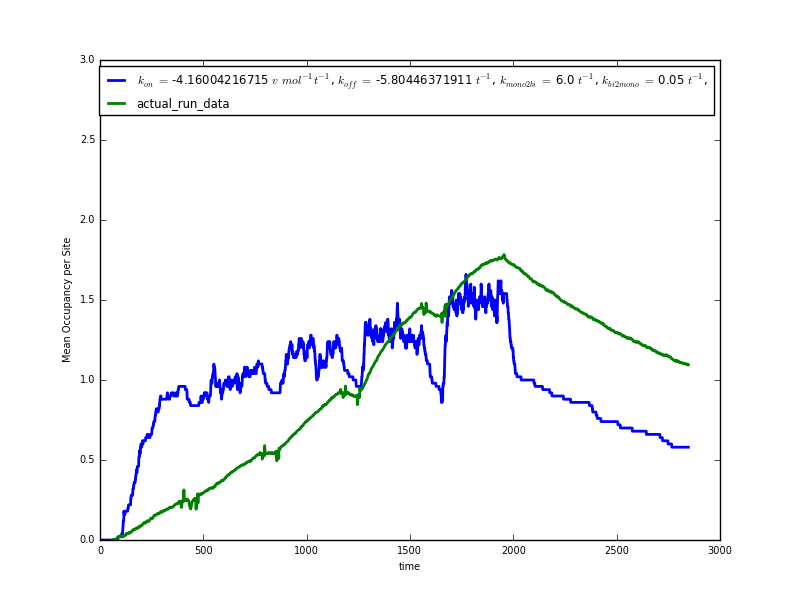 k_on = -4.16004216715 v mol^−1 t^−1, k_off = -5.80446371911 t^−1, k_mono2bi = 6.0 t^−1, k_bi2mono = 0.05 t^−1,
actual_run_data
3.0
2.5
2.0
1.5
1.0
0.5
0.0
Mean Occupancy per Site
0 500 1000 1500 2000 2500 3000
time